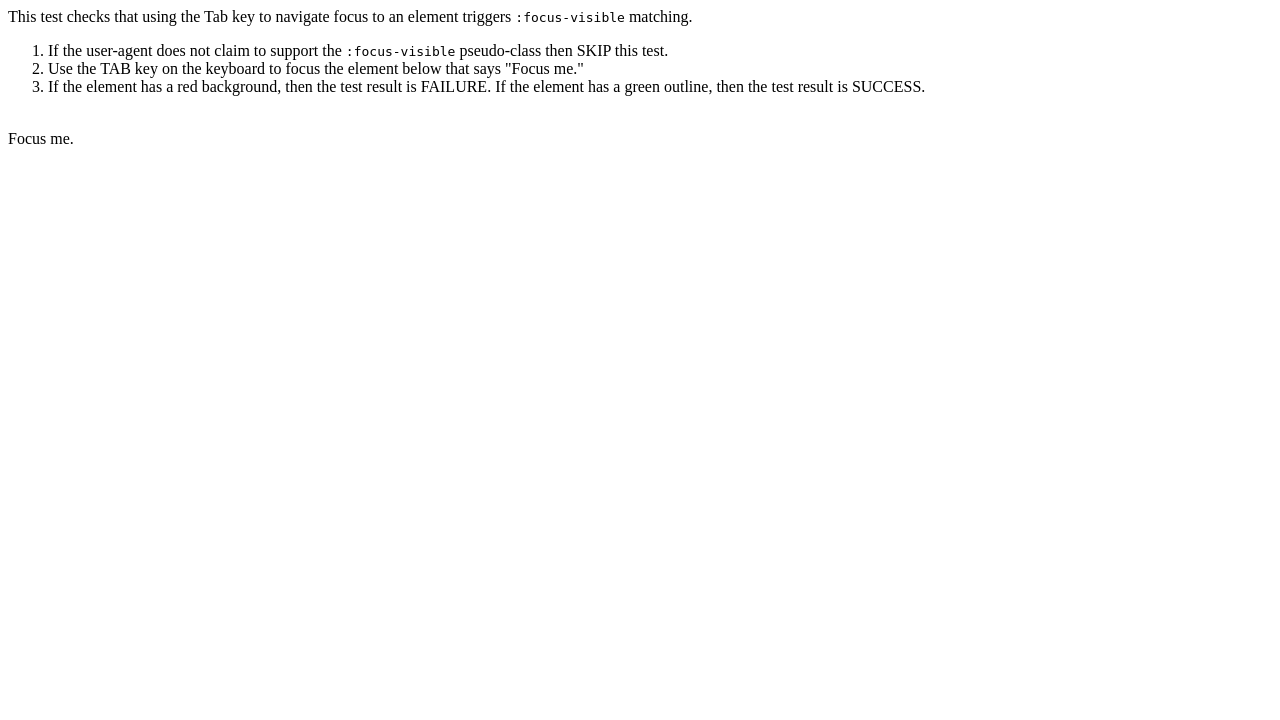 This test checks that using the Tab key to navigate focus to an element triggers :focus-visible matching.
1. If the user-agent does not claim to support the :focus-visible pseudo-class then SKIP this test.
2. Use the TAB key on the keyboard to focus the element below that says "Focus me."
3. If the element has a red background, then the test result is FAILURE. If the element has a green outline, then the test result is SUCCESS.
Focus me.